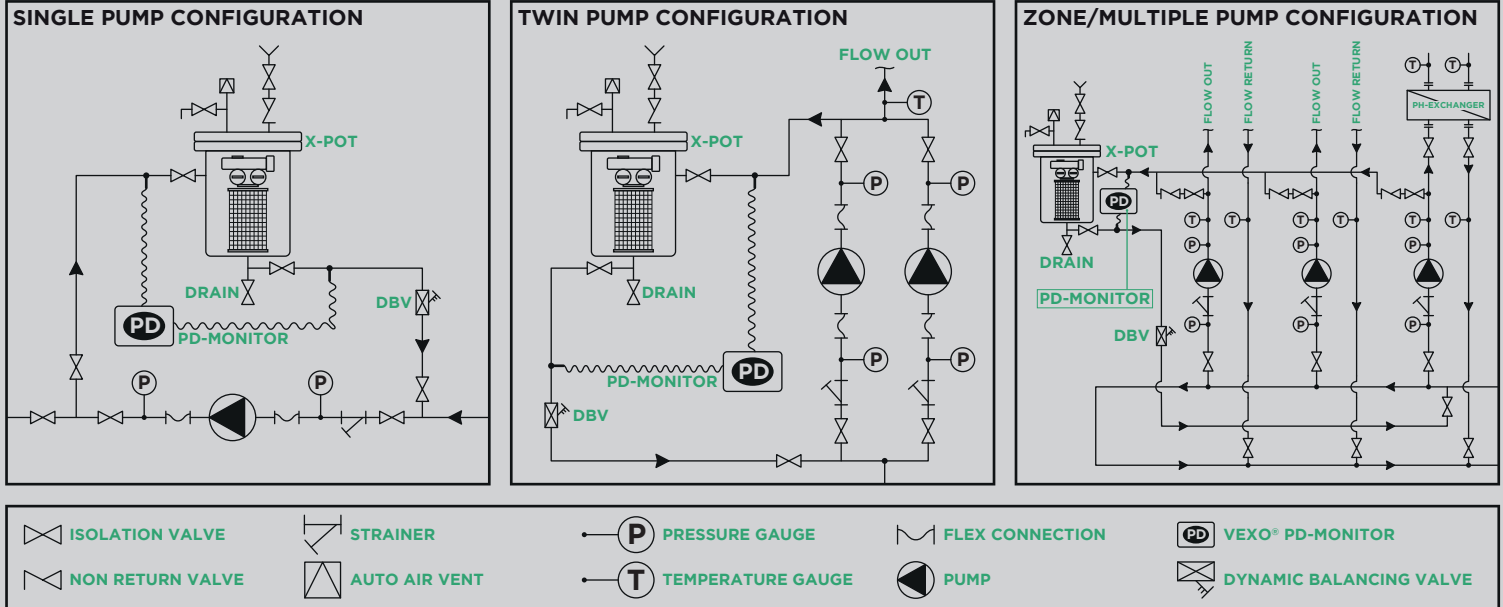 SINGLE PUMP CONFIGURATION
X-POT
DRAIN
DBV
PD
PD-MONITOR
P
P
TWIN PUMP CONFIGURATION
FLOW OUT
T
X-POT
P
P
DRAIN
P
P
PD-MONITOR
PD
DBV
ZONE/MULTIPLE PUMP CONFIGURATION
FLOW OUT
FLOW RETURN
FLOW OUT
FLOW RETURN
T
T
PH-EXCHANGER
X-POT
PD
T
T
T
T
T
T
P
P
P
DRAIN
PD-MONITOR
P
P
P
DBV
ISOLATION VALVE
STRAINER
P PRESSURE GAUGE
FLEX CONNECTION
PD VEXO® PD-MONITOR
NON RETURN VALVE
AUTO AIR VENT
T TEMPERATURE GAUGE
PUMP
DYNAMIC BALANCING VALVE